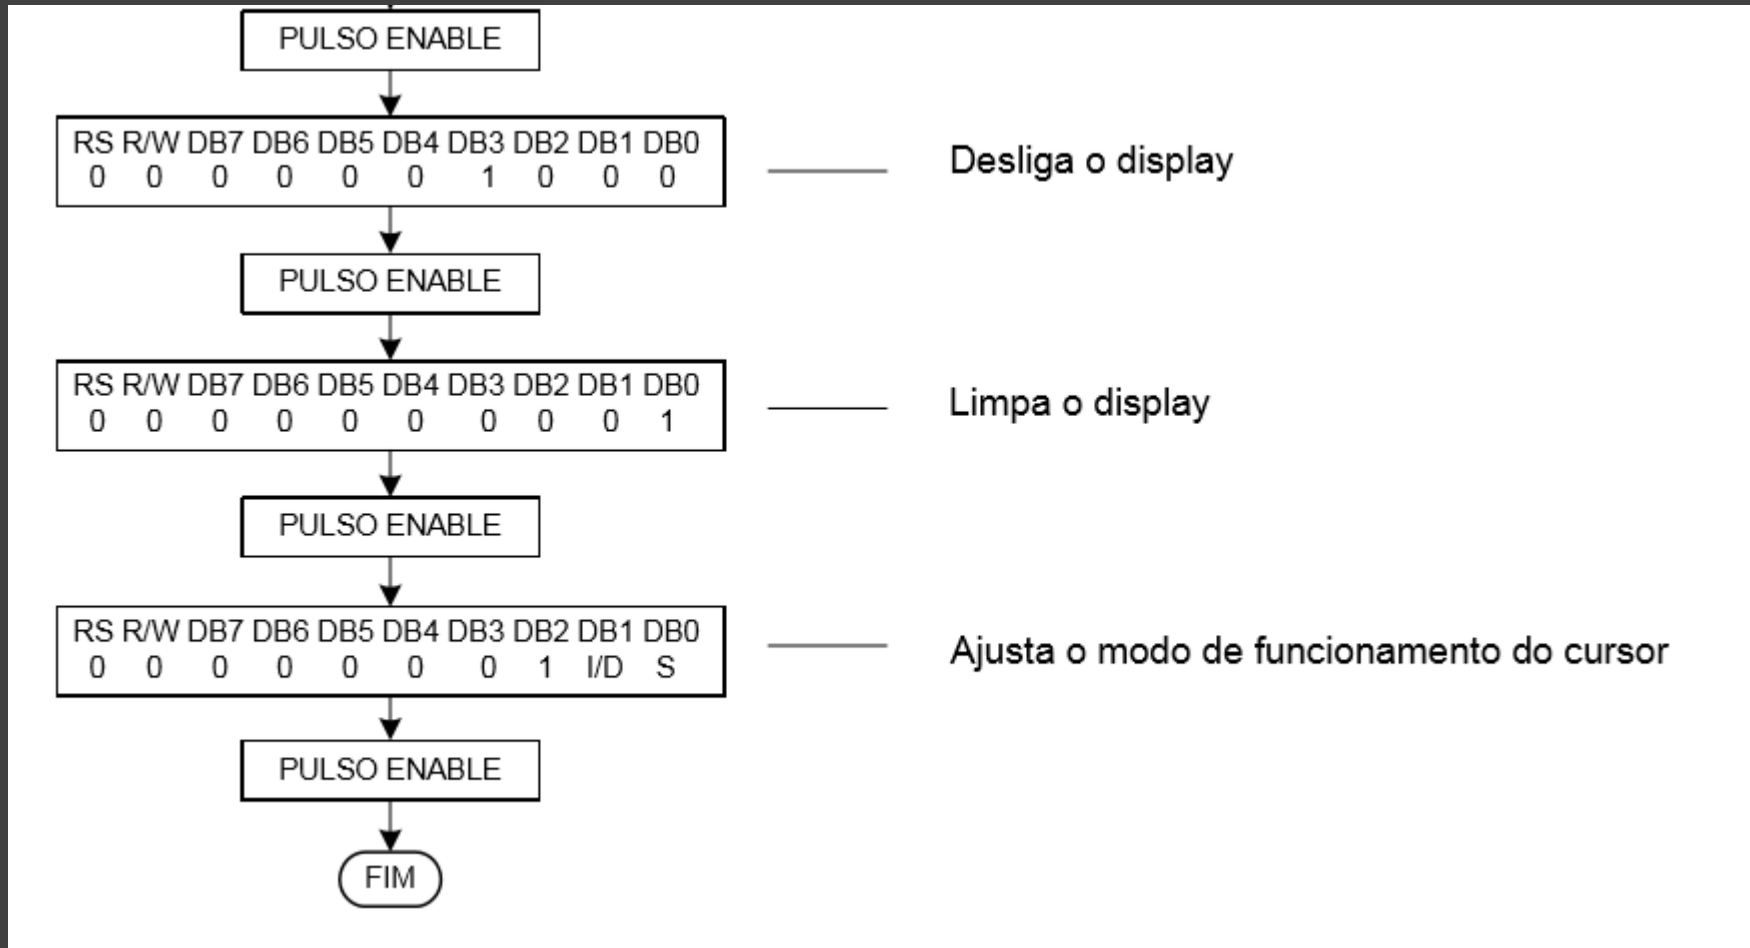 PULSO ENABLE
RS R/W DB7 DB6 DB5 DB4 DB3 DB2 DB1 DB0
0 0 0 0 0 0 1 0 0 0
Desliga o display
PULSO ENABLE
RS R/W DB7 DB6 DB5 DB4 DB3 DB2 DB1 DB0
0 0 0 0 0 0 0 0 0 1
Limpa o display
PULSO ENABLE
RS R/W DB7 DB6 DB5 DB4 DB3 DB2 DB1 DB0
0 0 0 0 0 0 0 1 I/D S
Ajusta o modo de funcionamento do cursor
PULSO ENABLE
FIM